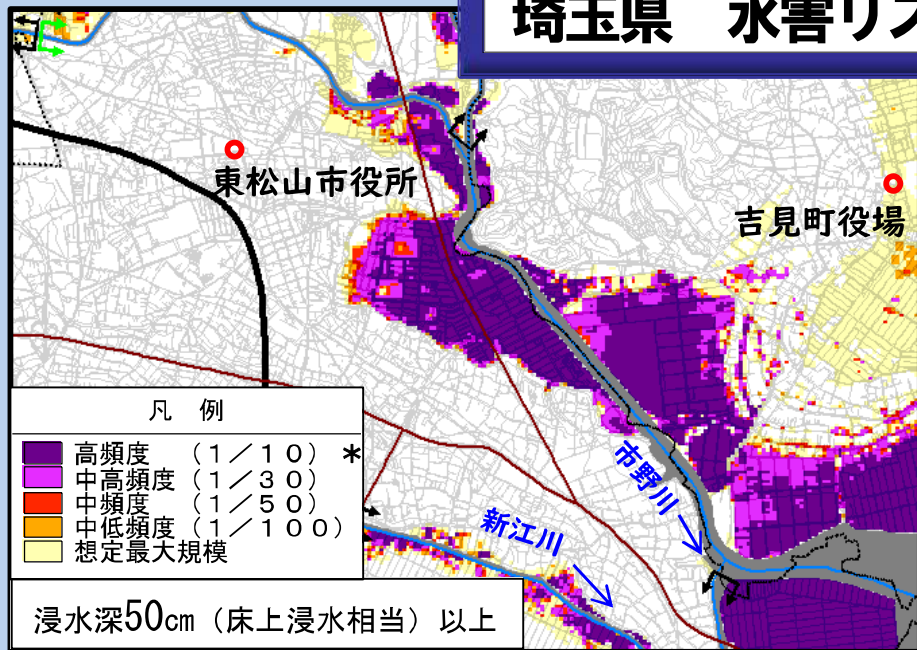 埼玉県 水害リス
東松山市役所
吉見町役場
凡 例
高頻度 (1/10) *
中高頻度 (1/30)
中頻度 (1/50)
中低頻度 (1/100)
想定最大規模
市野川
新江川
浸水深50cm(床上浸水相当)以上